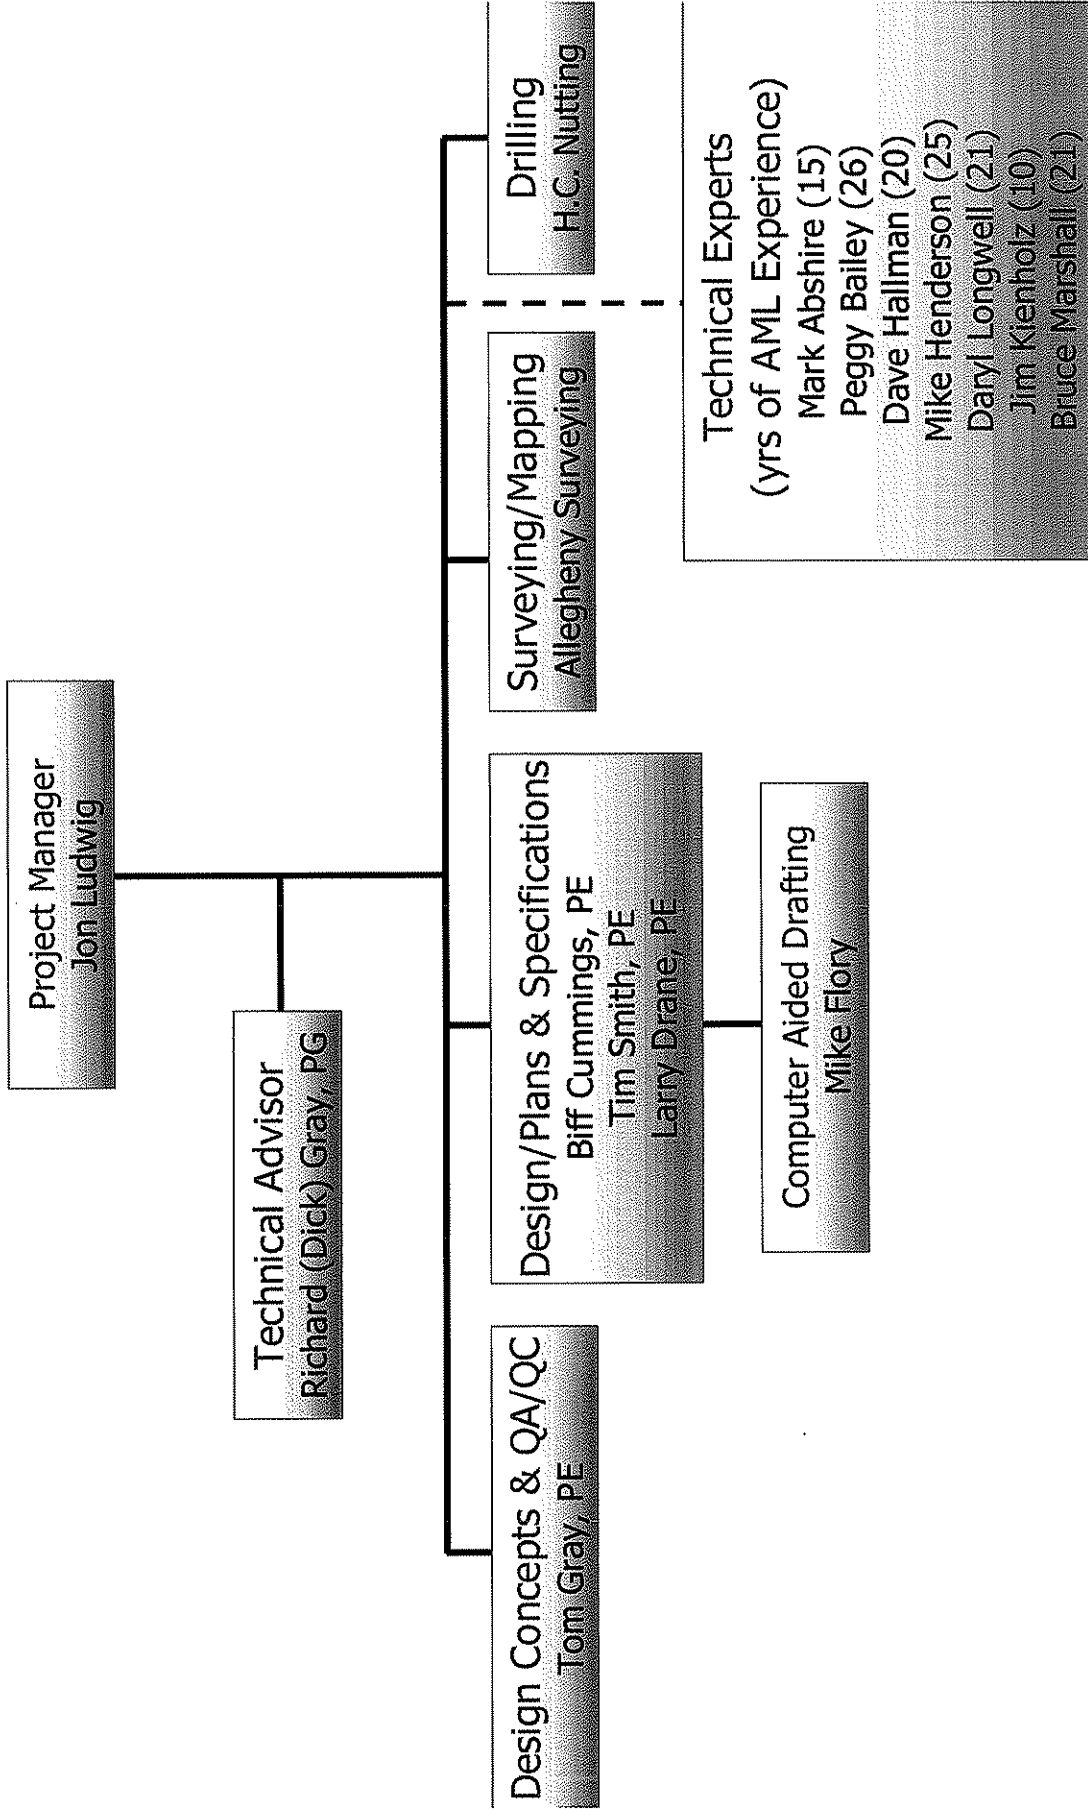 Project Manager
Jon Ludwig
Technical Advisor
Richard (Dick) Gray, PG
Design Concepts & QA/QC
Tom Gray, PE
Design/Plans & Specifications
Biff Cummings, PE
Tim Smith, PE
Larry Drane, PE
Computer Aided Drafting
Mike Flory
Surveying/Mapping
Allegheny Surveying
Drilling
H.C. Nutting
Technical Experts
(yrs of AML Experience)
Mark Abshire (15)
Peggy Bailey (26)
Dave Hallman (20)
Mike Henderson (25)
Daryl Longwell (21)
Jim Kienholz (10)
Bruce Marshall (21)